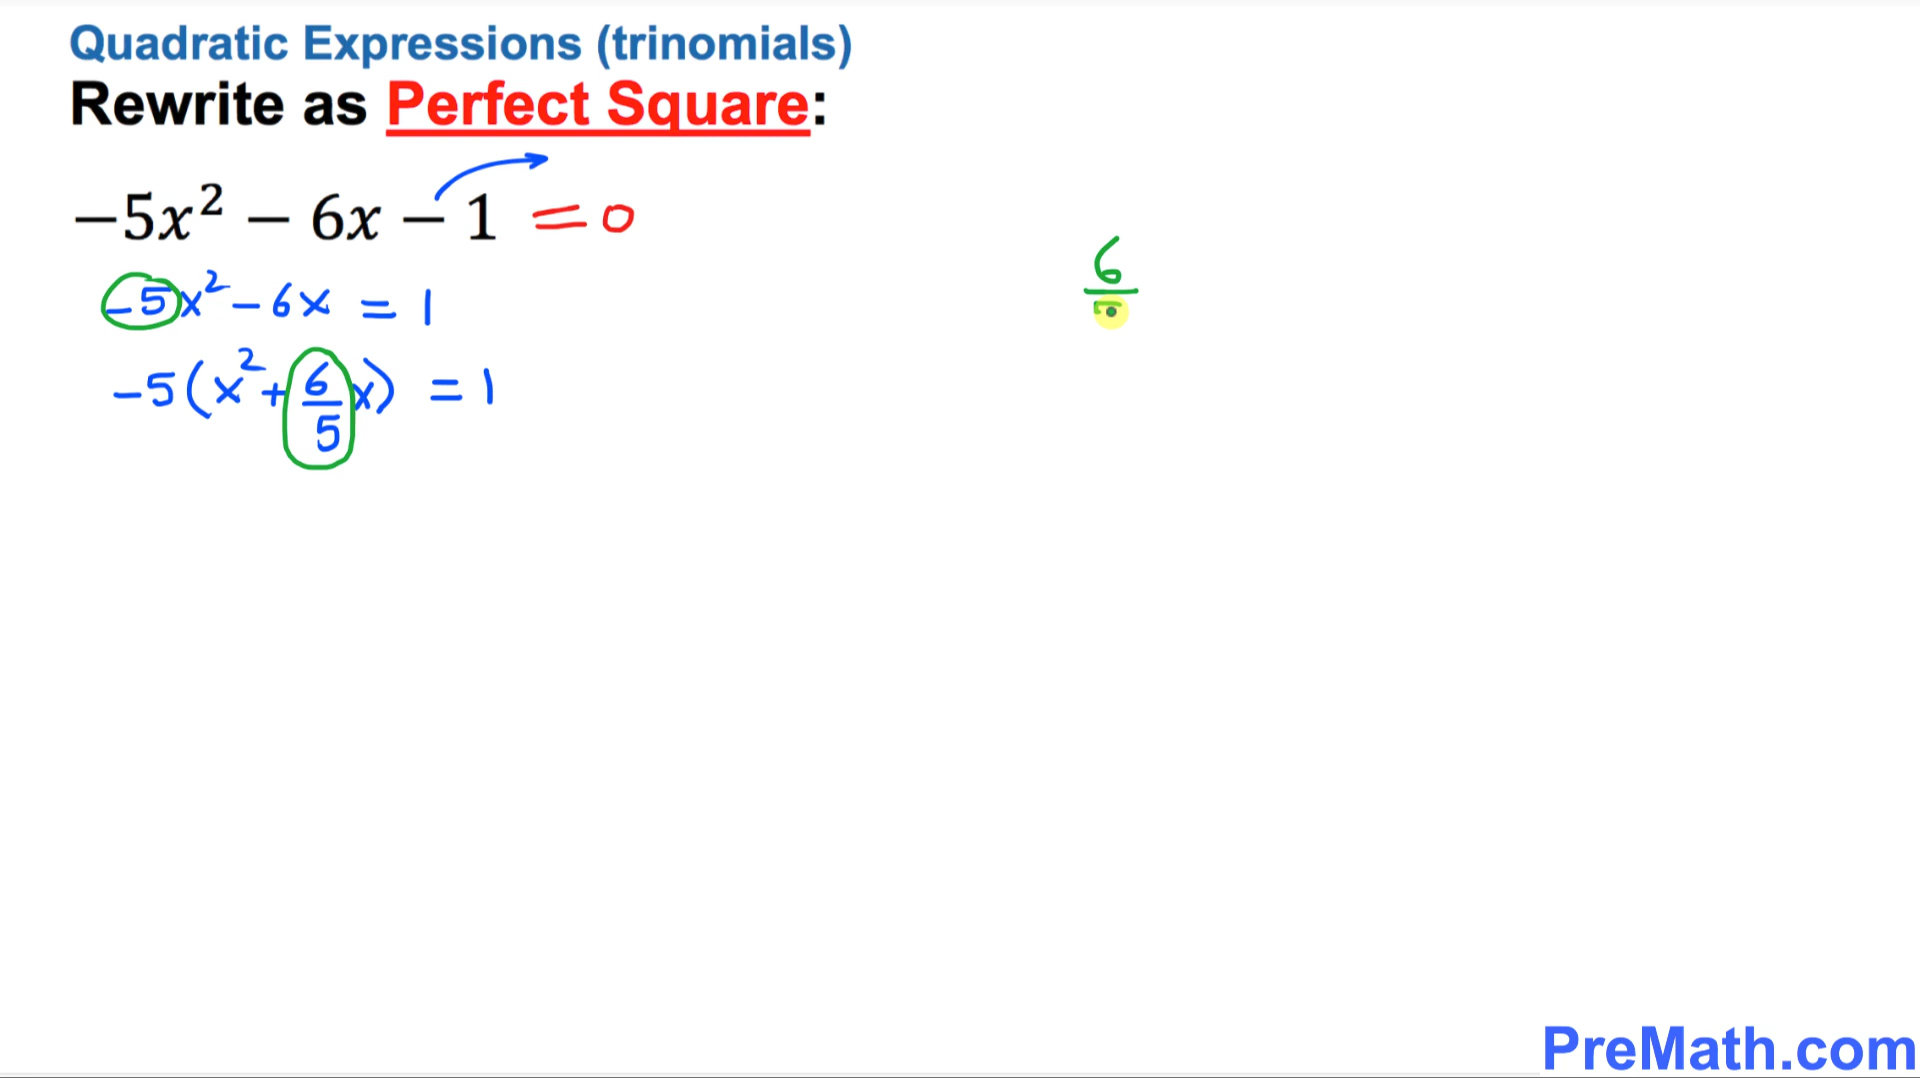 Quadratic Expressions (trinomials)
Rewrite as Perfect Square:
−5x² − 6x − 1 = 0
−5x² − 6x = 1
−5(x² + 6/5 x) = 1
6
PreMath.com